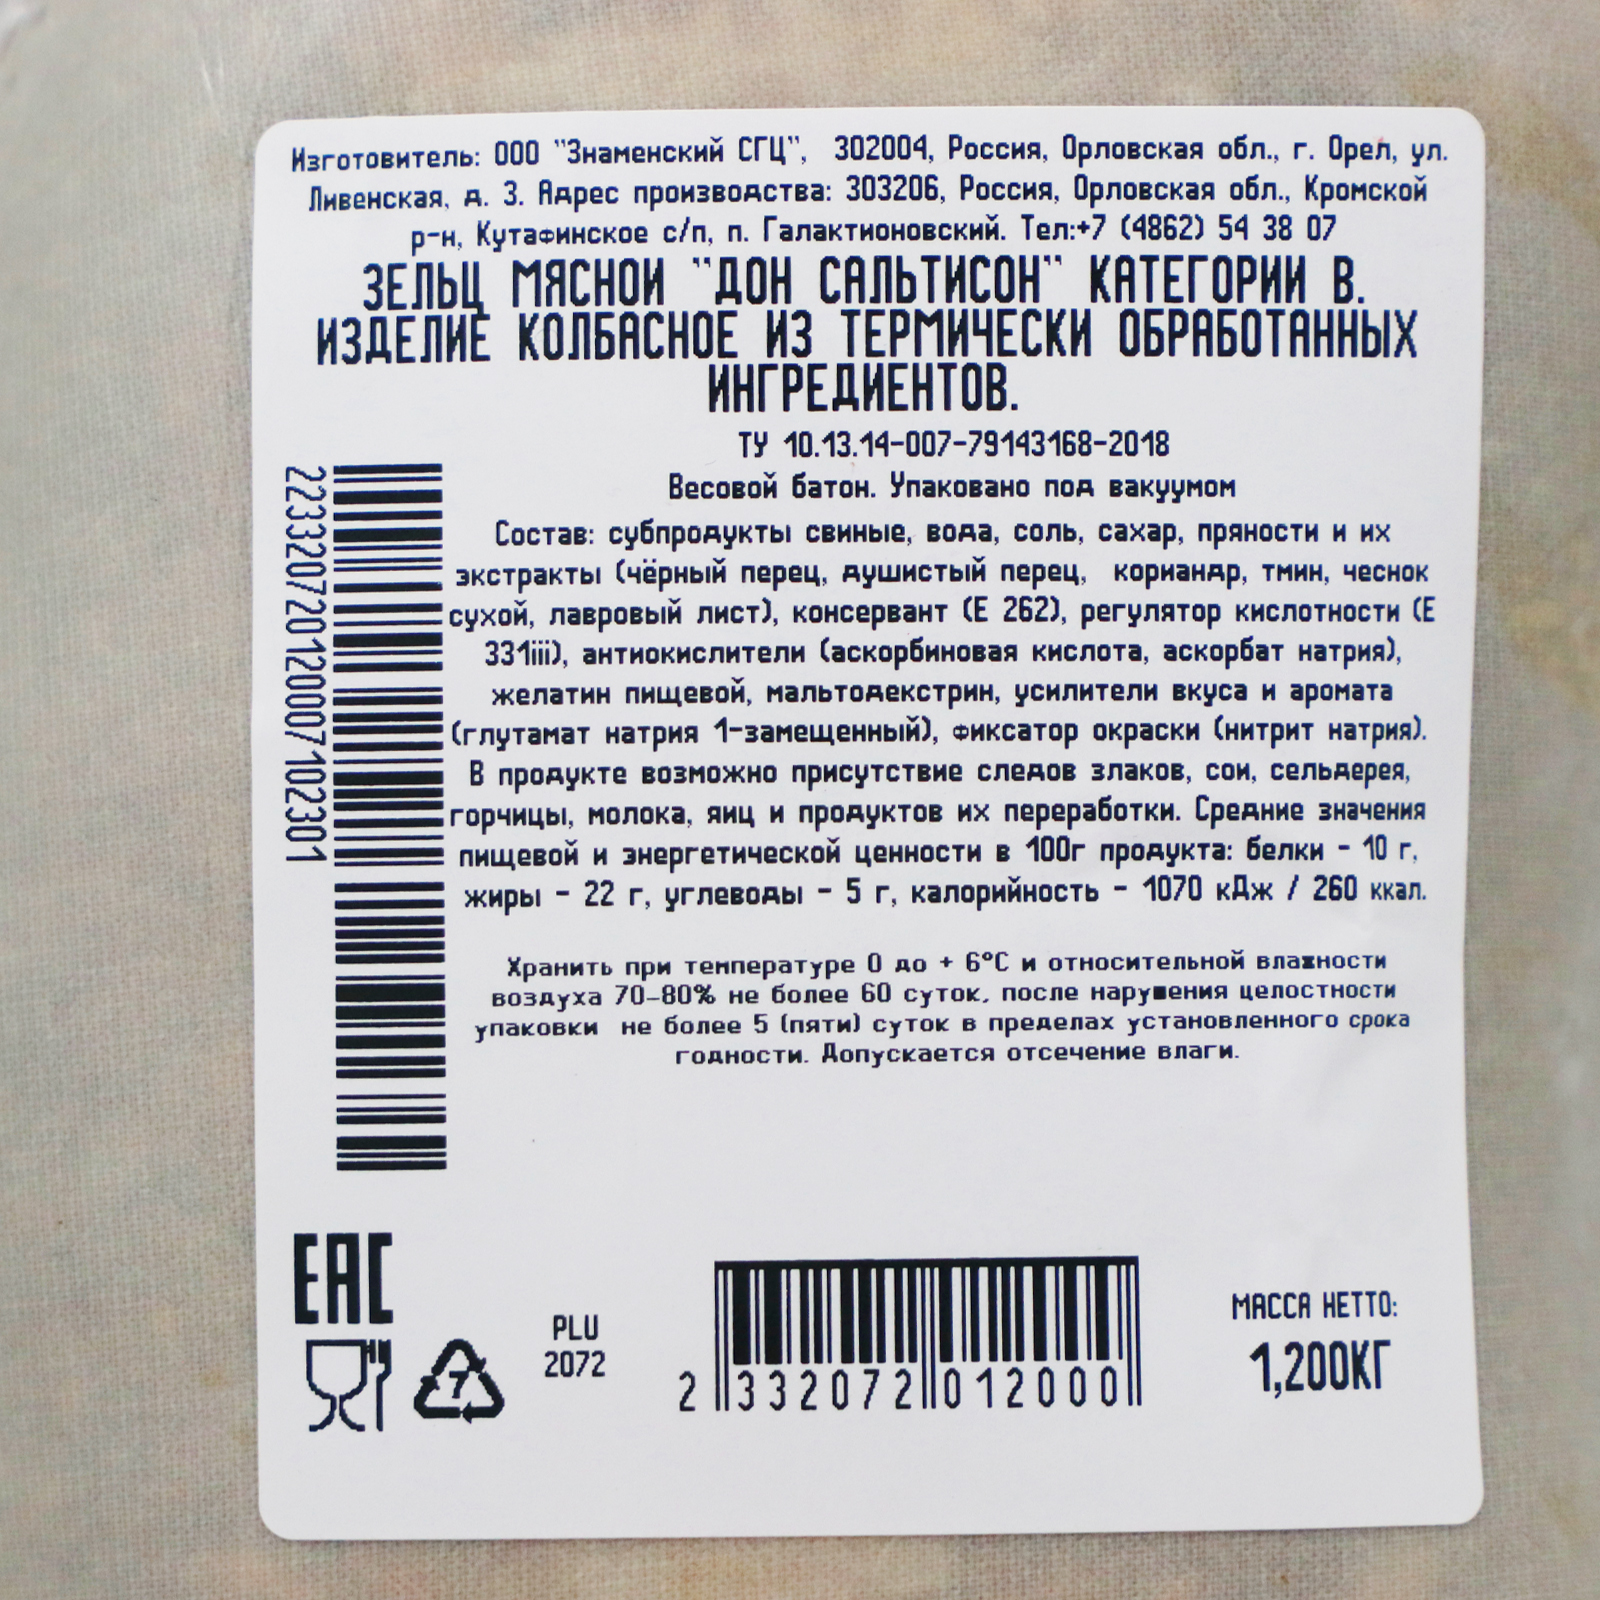 Изготовитель: ООО "Знаменский СГЦ", 302004, Россия, Орловская обл., г. Орел, ул.
Ливенская, д. 3. Адрес производства: 303206, Россия, Орловская обл., Кромской
р-н, Кутафинское с/п, п. Галактионовский. Тел:+7 (4862) 54 38 07
ЗЕЛЬЦ МЯСНОЙ "ДОН САЛЬТИСОН" КАТЕГОРИИ В.
ИЗДЕЛИЕ КОЛБАСНОЕ ИЗ ТЕРМИЧЕСКИ ОБРАБОТАННЫХ
ИНГРЕДИЕНТОВ.
ТУ 10.13.14-007-79143168-2018
Весовой батон. Упаковано под вакуумом
Состав: субпродукты свиные, вода, соль, сахар, пряности и их
экстракты (чёрный перец, душистый перец, кориандр, тмин, чеснок
сухой, лавровый лист), консервант (Е 262), регулятор кислотности (Е
331iii), антиокислители (аскорбиновая кислота, аскорбат натрия),
желатин пищевой, мальтодекстрин, усилители вкуса и аромата
(глутамат натрия 1-замещенный), фиксатор окраски (нитрит натрия).
В продукте возможно присутствие следов злаков, сои, сельдерея,
горчицы, молока, яиц и продуктов их переработки. Средние значения
пищевой и энергетической ценности в 100г продукта: белки - 10 г,
жиры - 22 г, углеводы - 5 г, калорийность - 1070 кДж / 260 ккал.
Хранить при температуре 0 до + 6°С и относительной влажности
воздуха 70-80% не более 60 суток, после нарушения целостности
упаковки не более 5 (пяти) суток в пределах установленного срока
годности. Допускается отсечение влаги.
223320720120007102301
EAC
7
PLU
2072
2 332072 012000
МАССА НЕТТО:
1,200КГ